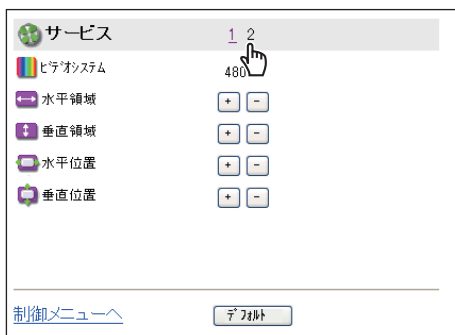 サービス 1 2
ﾋﾞﾃﾞｵｼｽﾃﾑ 480
水平領域 + -
垂直領域 + -
水平位置 + -
垂直位置 + -
制御メニューへ ﾃﾞﾌｫﾙﾄ